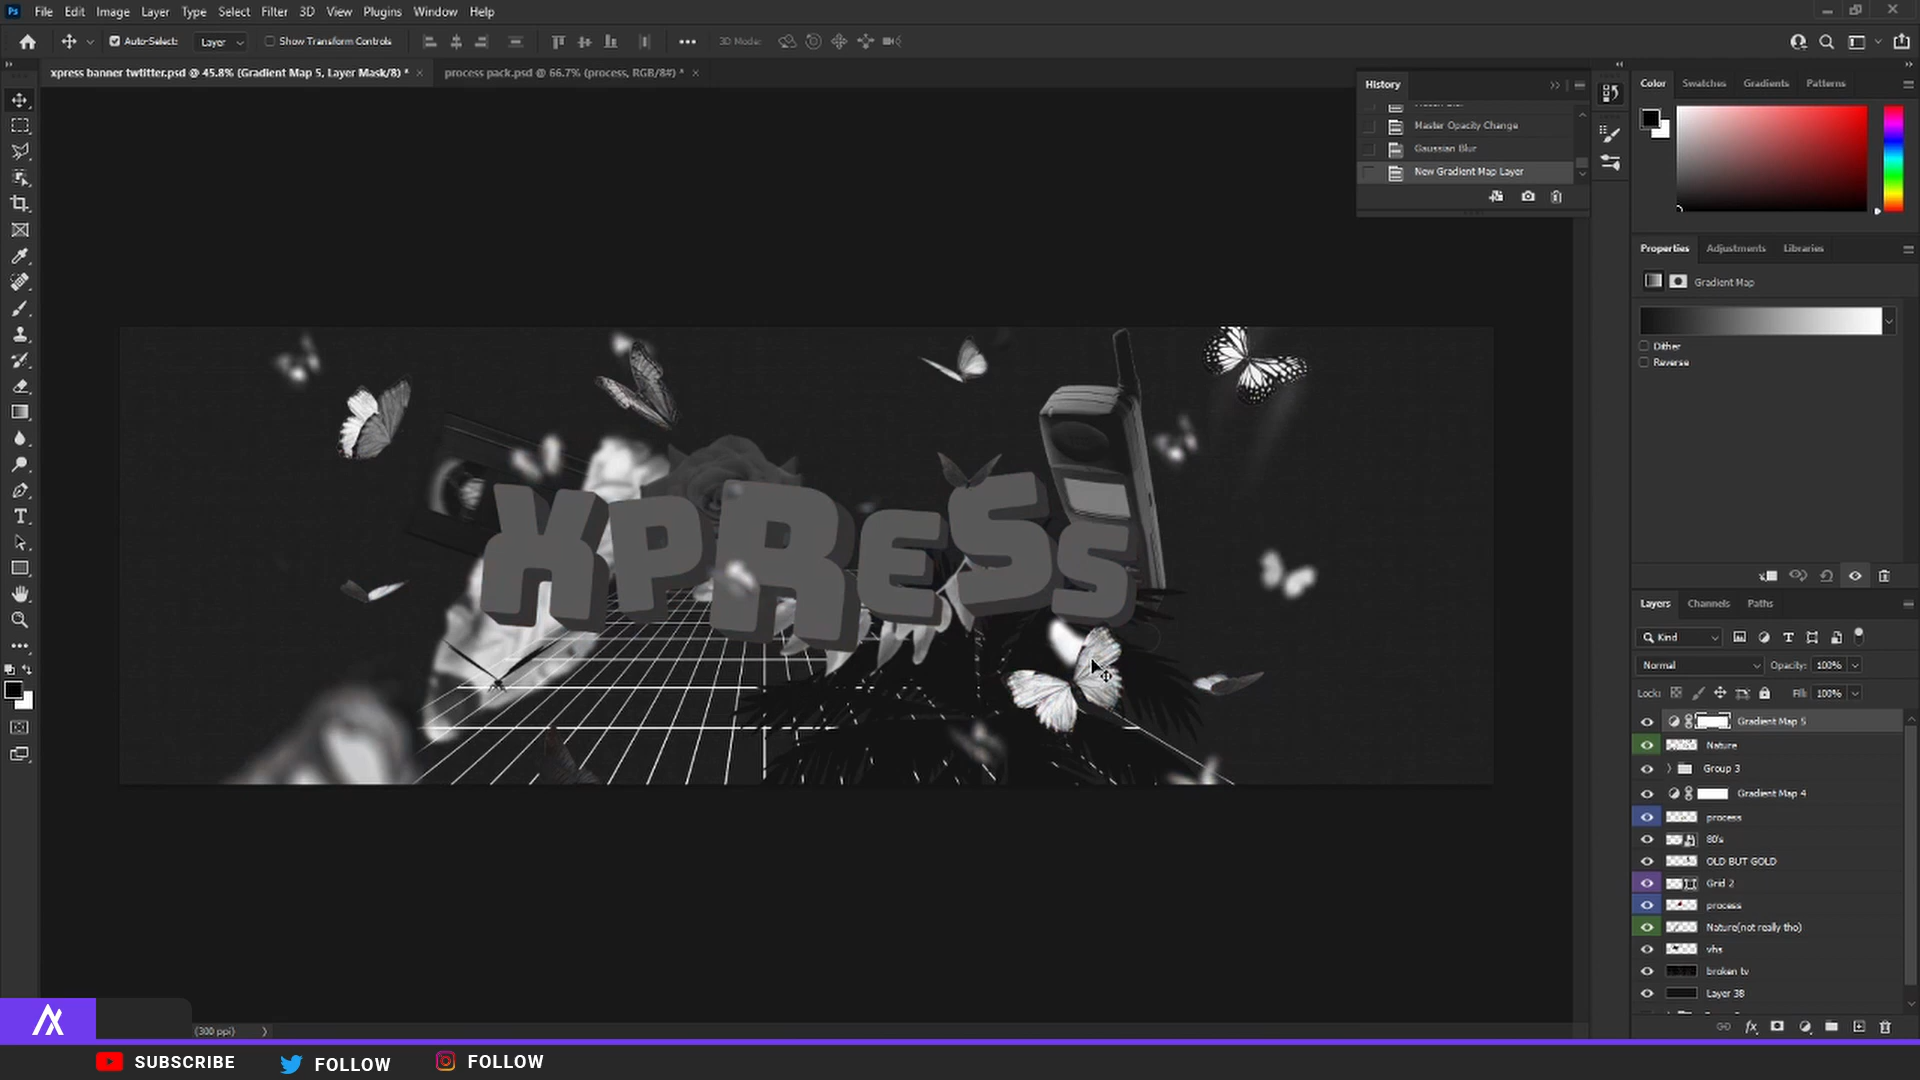 Ps File Edit Image Layer Type Select Filter 3D View Plugins Window Help
Auto-Select: Layer Show Transform Controls 3D Mode:
xpress banner twtitter.psd @ 45.8% (Gradient Map 5, Layer Mask/8) * process pack.psd @ 66.7% (process, RGB/8#) *
History
Master Opacity Change
Gaussian Blur
New Gradient Map Layer
Color Swatches Gradients Patterns
Properties Adjustments Libraries
Gradient Map
Dither
Reverse
XPRESS
Layers Channels Paths
Kind
Normal Opacity: 100%
Lock: Fill: 100%
Gradient Map 5
Nature
Group 3
Gradient Map 4
process
80's
OLD BUT GOLD
Grid 2
process
Nature(not really tho)
vhs
broken tv
Layer 38
(300 ppi)
SUBSCRIBE FOLLOW FOLLOW